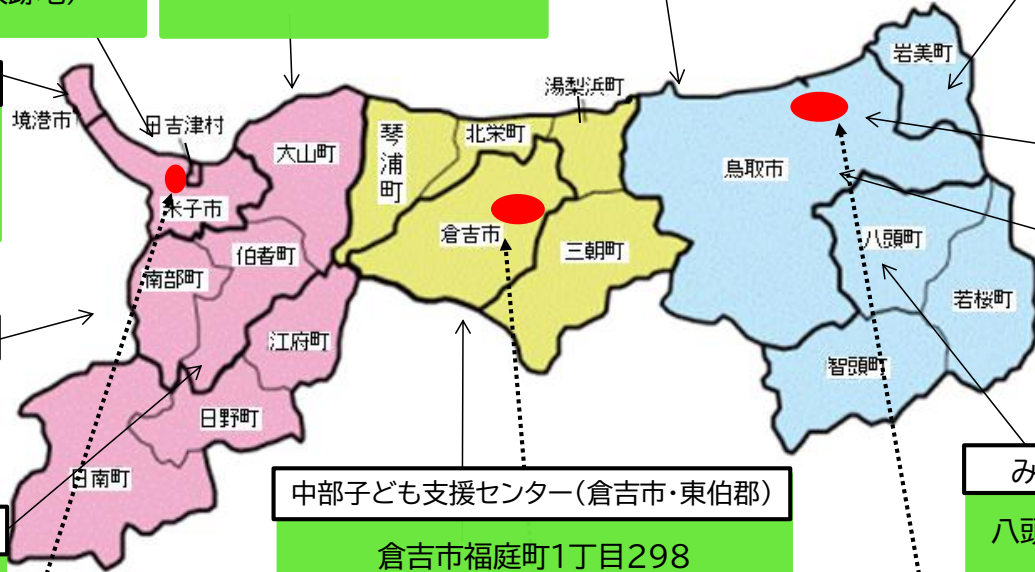 岩美町
湯梨浜町
境港市
日吉津村
大山町
琴浦町
北栄町
鳥取市
米子市
倉吉市
三朝町
八頭町
伯耆町
南部町
若桜町
江府町
智頭町
日野町
日南町
中部子ども支援センター(倉吉市・東伯郡)
倉吉市福庭町1丁目298
み
八頭